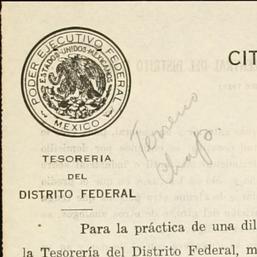 PODER EJECUTIVO FEDERAL
ESTADOS UNIDOS MEXICANOS
MEXICO
CIT
Terreno
Chap.
TESORERIA
DEL
DISTRITO FEDERAL
Para la práctica de una dil
la Tesorería del Distrito Federal, m